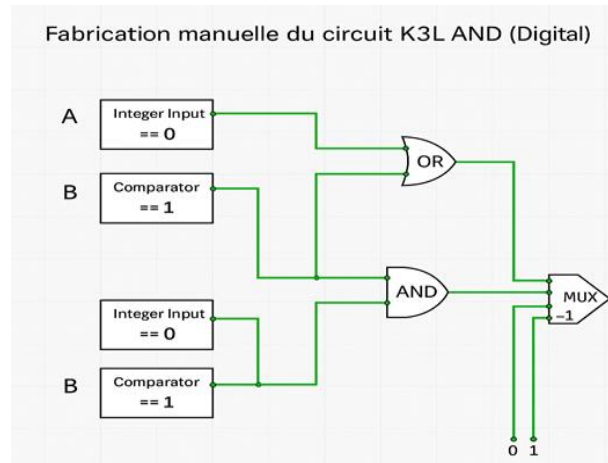 Fabrication manuelle du circuit K3L AND (Digital)
A
Integer Input
== 0
OR
B
Comparator
== 1
AND
MUX
-1
Integer Input
== 0
B
Comparator
== 1
0 1